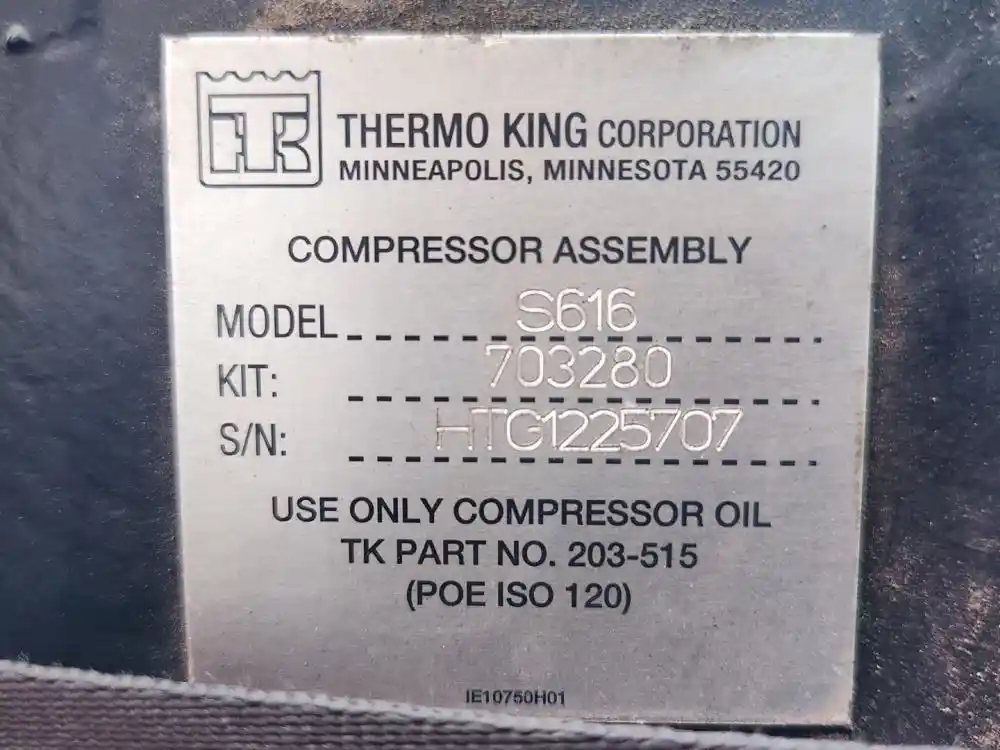 TK
THERMO KING CORPORATION
MINNEAPOLIS, MINNESOTA 55420
COMPRESSOR ASSEMBLY
MODEL S616
KIT: 703280
S/N: HTG1225707
USE ONLY COMPRESSOR OIL
TK PART NO. 203-515
(POE ISO 120)
IE10750H01